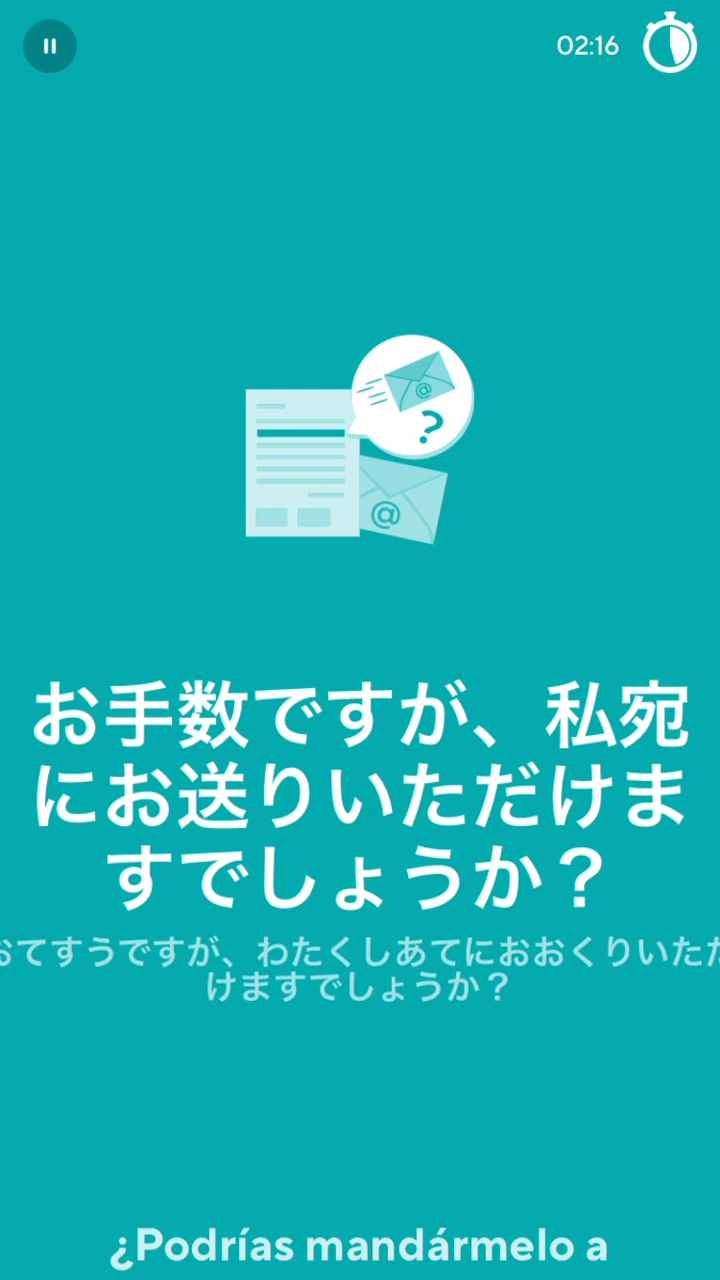 02:16
@
?
@
お手数ですが、私宛
にお送りいただけま
すでしょうか？
おてすうですが、わたくしあてにおおくりいただ
けますでしょうか？
¿Podrías mandármelo a